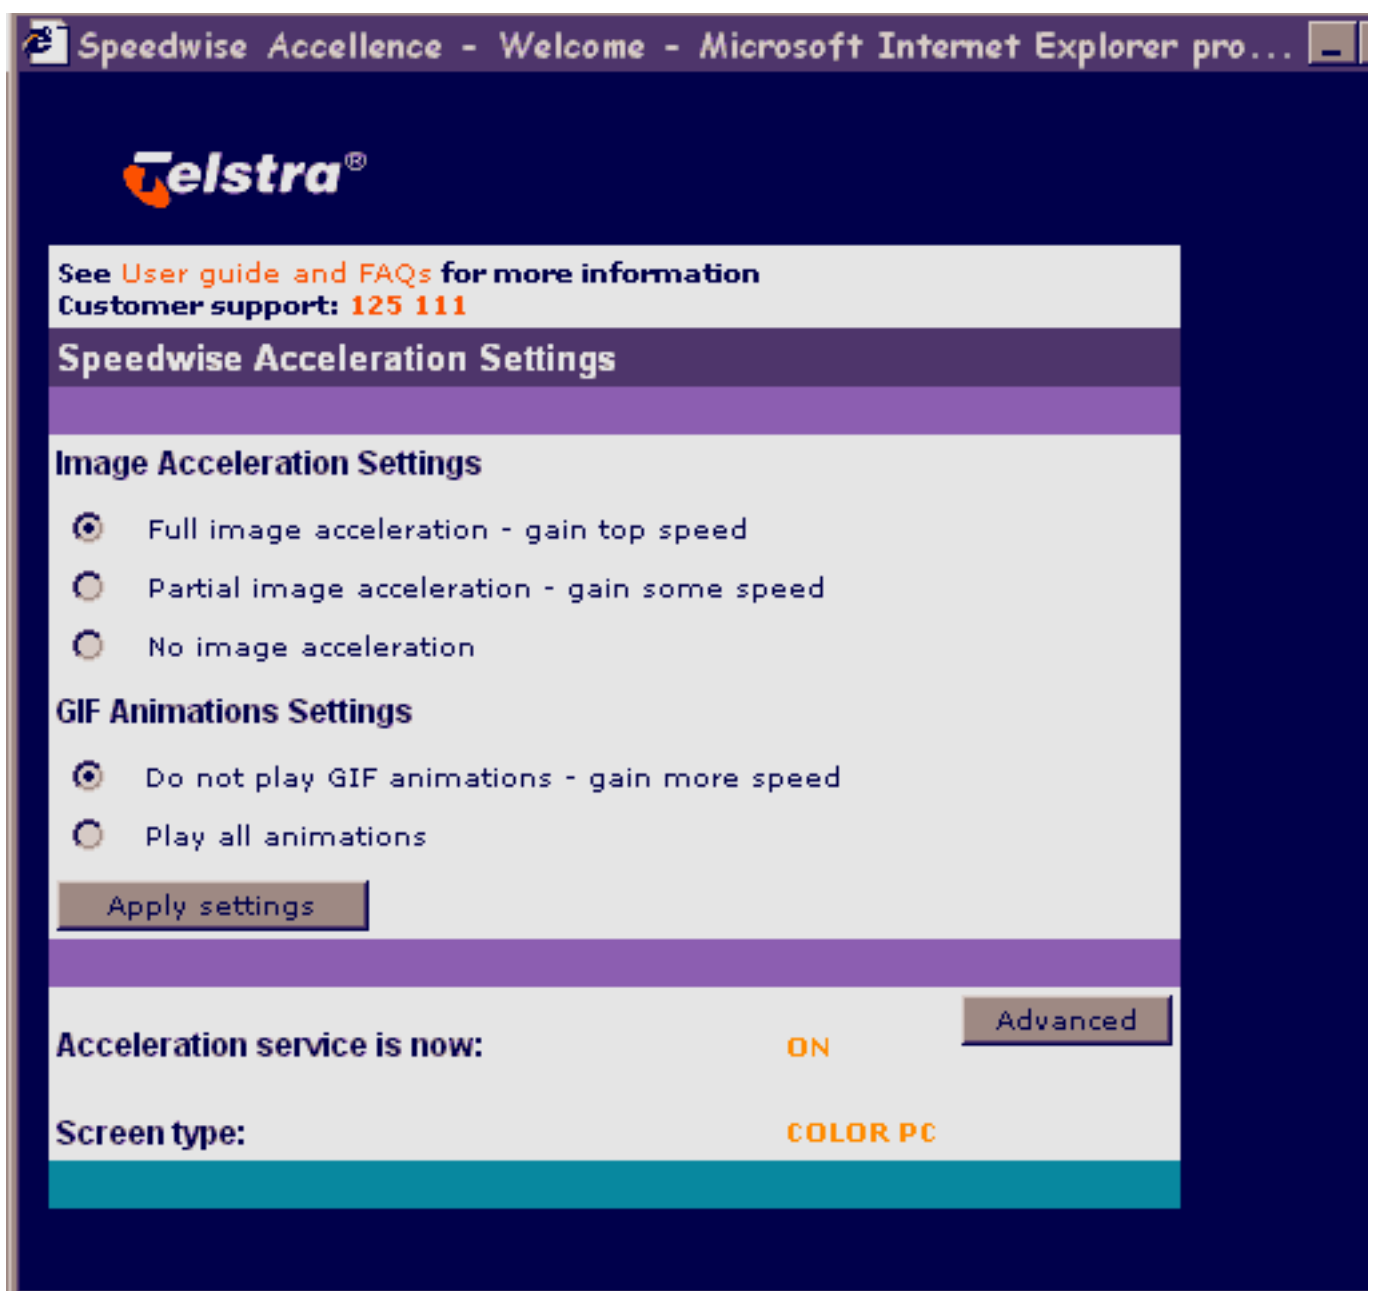 Speedwise Accellence - Welcome - Microsoft Internet Explorer pro...
Telstra®
See User guide and FAQs for more information
Customer support: 125 111
Speedwise Acceleration Settings
Image Acceleration Settings
Full image acceleration - gain top speed
Partial image acceleration - gain some speed
No image acceleration
GIF Animations Settings
Do not play GIF animations - gain more speed
Play all animations
Apply settings
Advanced
Acceleration service is now: ON
Screen type: COLOR PC